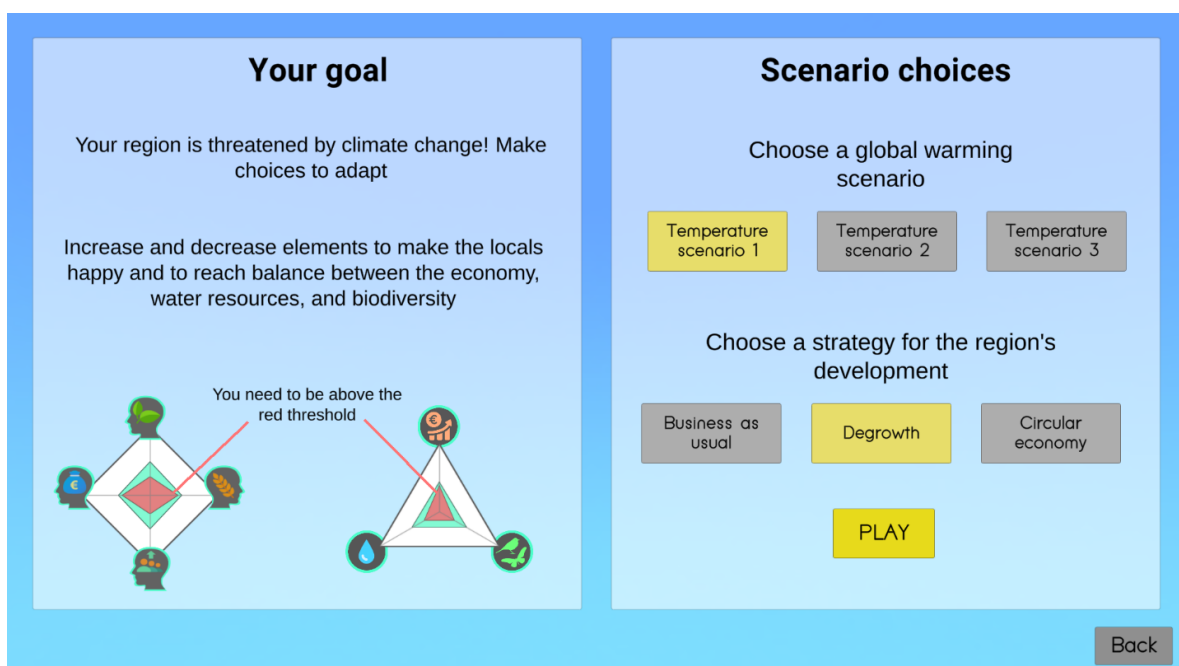 Your goal
Your region is threatened by climate change! Make
choices to adapt
Increase and decrease elements to make the locals
happy and to reach balance between the economy,
water resources, and biodiversity
You need to be above the
red threshold
€
€
Scenario choices
Choose a global warming
scenario
Temperature
scenario 1
Temperature
scenario 2
Temperature
scenario 3
Choose a strategy for the region's
development
Business as
usual
Degrowth
Circular
economy
PLAY
Back